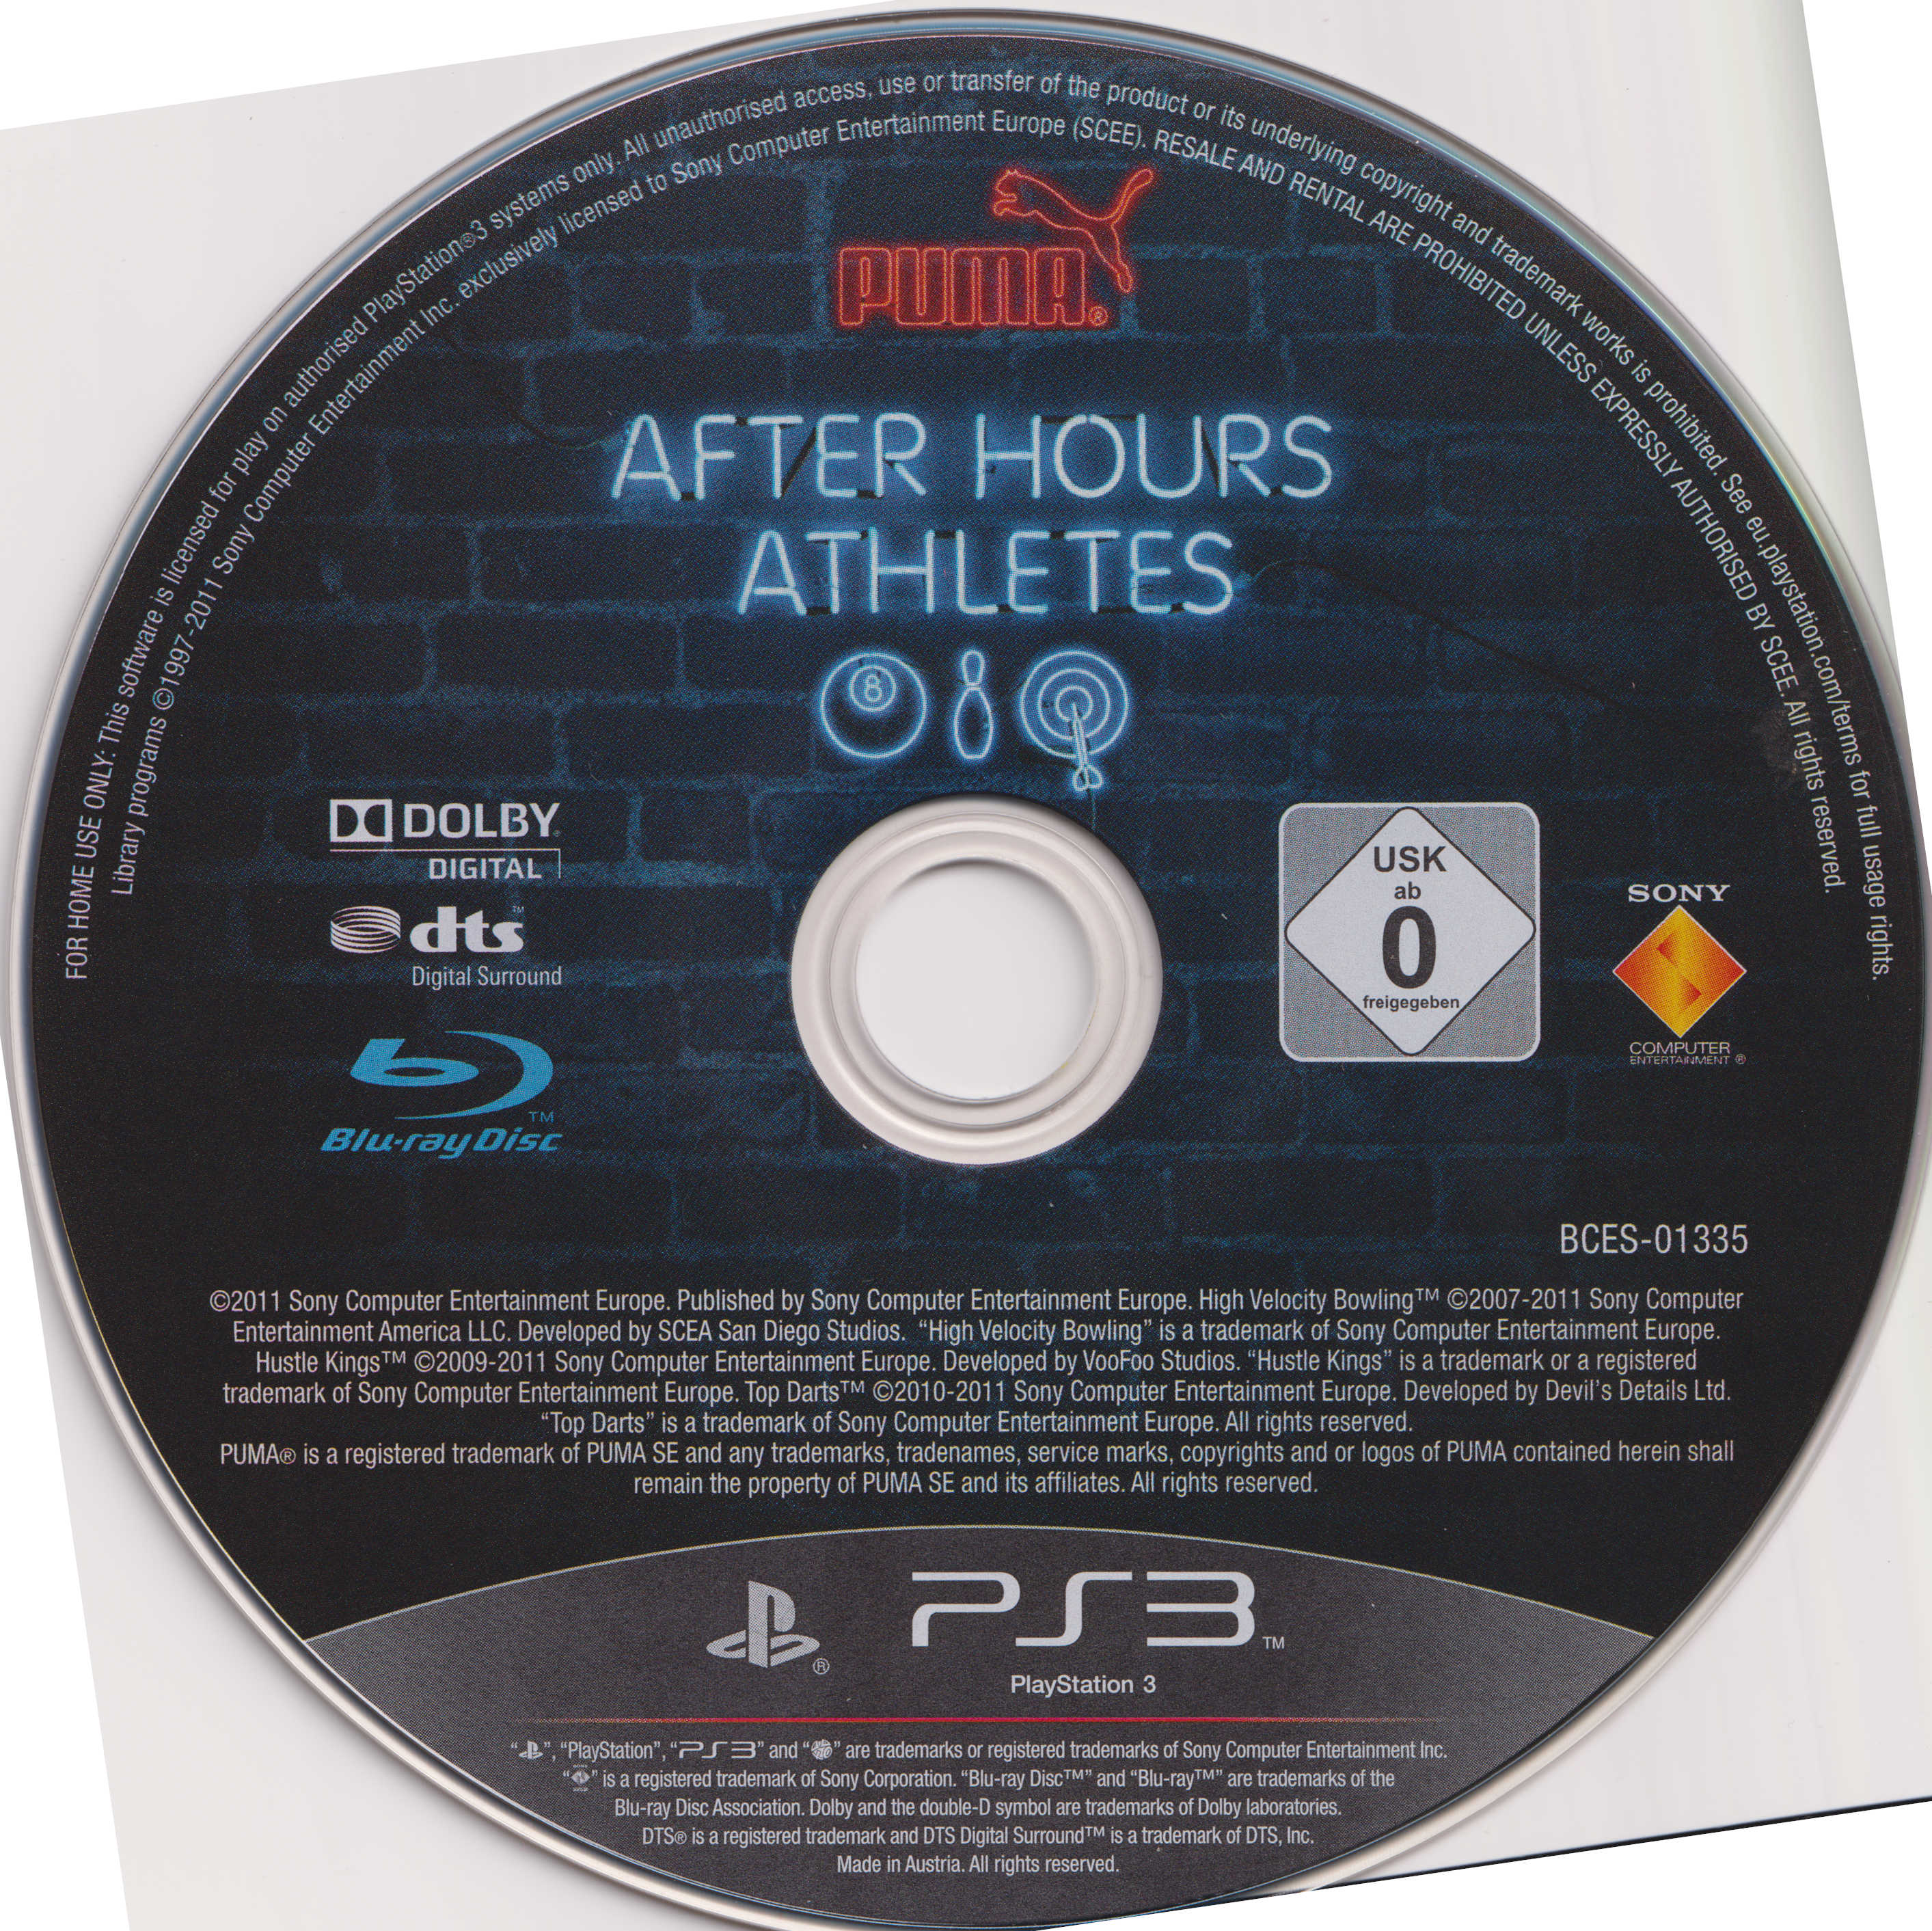 FOR HOME USE ONLY: This software is licensed for play on authorised PlayStation®3 systems only. All unauthorised access, use or transfer of the product or its underlying copyright and trademark works is prohibited. See eu.playstation.com/terms for full usage rights.
Library programs ©1997-2011 Sony Computer Entertainment Inc. exclusively licensed to Sony Computer Entertainment Europe (SCEE). RESALE AND RENTAL ARE PROHIBITED UNLESS EXPRESSLY AUTHORISED BY SCEE. All rights reserved.
PUMA®
AFTER HOURS
ATHLETES
8
DOLBY
DIGITAL
dts™
Digital Surround
™
Blu-ray Disc
USK
ab
0
freigegeben
SONY
COMPUTER
ENTERTAINMENT ®
BCES-01335
©2011 Sony Computer Entertainment Europe. Published by Sony Computer Entertainment Europe. High Velocity Bowling™ ©2007-2011 Sony Computer
Entertainment America LLC. Developed by SCEA San Diego Studios. “High Velocity Bowling” is a trademark of Sony Computer Entertainment Europe.
Hustle Kings™ ©2009-2011 Sony Computer Entertainment Europe. Developed by VooFoo Studios. “Hustle Kings” is a trademark or a registered
trademark of Sony Computer Entertainment Europe. Top Darts™ ©2010-2011 Sony Computer Entertainment Europe. Developed by Devil's Details Ltd.
“Top Darts” is a trademark of Sony Computer Entertainment Europe. All rights reserved.
PUMA® is a registered trademark of PUMA SE and any trademarks, tradenames, service marks, copyrights and or logos of PUMA contained herein shall
remain the property of PUMA SE and its affiliates. All rights reserved.
® PS3™
PlayStation 3
“ ”, “PlayStation”, “PS3” and “ ” are trademarks or registered trademarks of Sony Computer Entertainment Inc.
“ ” is a registered trademark of Sony Corporation. “Blu-ray Disc™” and “Blu-ray™” are trademarks of the
Blu-ray Disc Association. Dolby and the double-D symbol are trademarks of Dolby laboratories.
DTS® is a registered trademark and DTS Digital Surround™ is a trademark of DTS, Inc.
Made in Austria. All rights reserved.